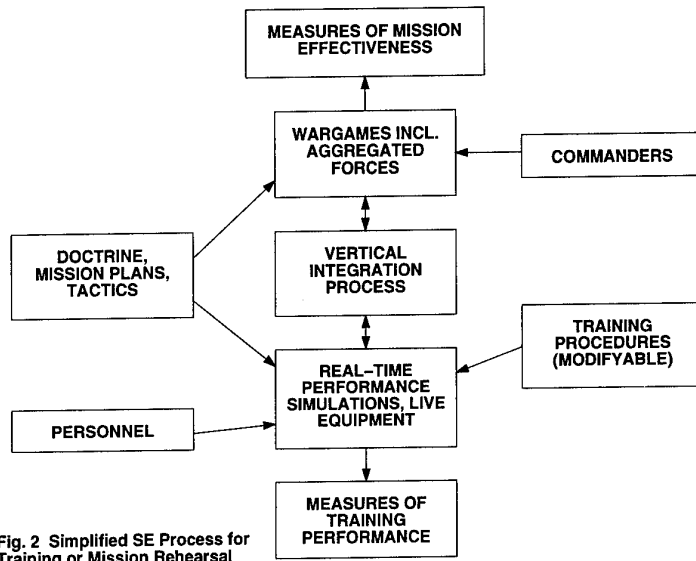 MEASURES OF MISSION
EFFECTIVENESS
WARGAMES INCL.
AGGREGATED
FORCES
COMMANDERS
DOCTRINE,
MISSION PLANS,
TACTICS
VERTICAL
INTEGRATION
PROCESS
TRAINING
PROCEDURES
(MODIFYABLE)
REAL–TIME
PERFORMANCE
SIMULATIONS, LIVE
EQUIPMENT
PERSONNEL
MEASURES OF
TRAINING
PERFORMANCE
Fig. 2 Simplified SE Process for
Training or Mission Rehearsal